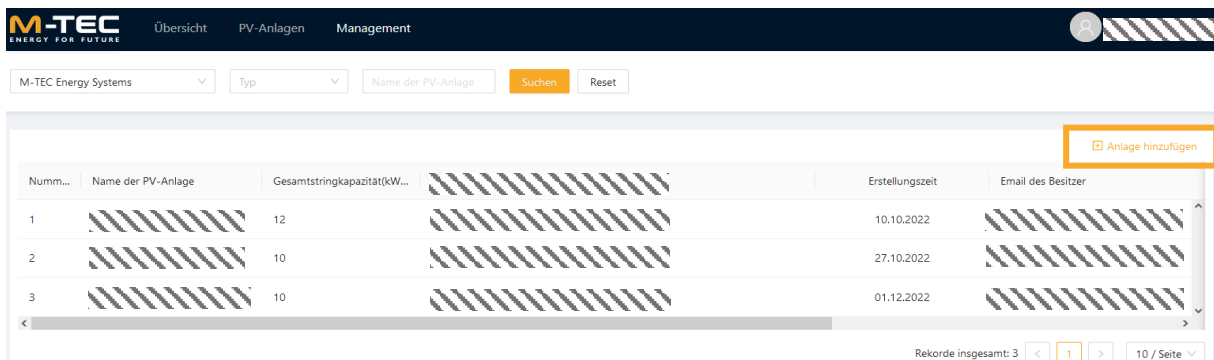 M-TEC Übersicht PV-Anlagen Management
ENERGY FOR FUTURE
M-TEC Energy Systems Typ Name der PV-Anlage Suchen Reset
Anlage hinzufügen
Numm... Name der PV-Anlage Gesamtstringkapazität(kW... Erstellungszeit Email des Besitzer
1 12 10.10.2022
2 10 27.10.2022
3 10 01.12.2022
Rekorde insgesamt: 3 < 1 > 10 / Seite